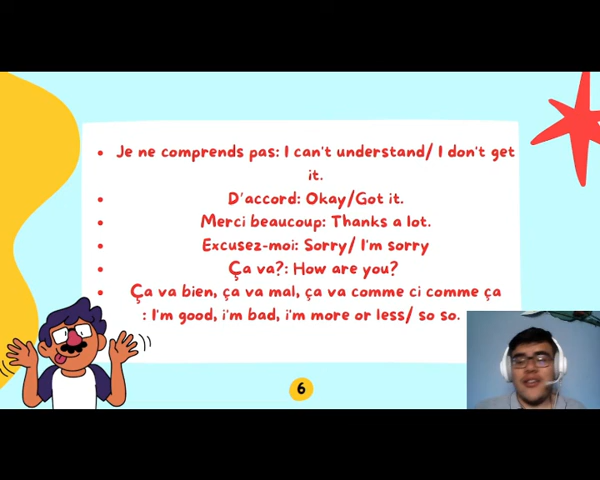 Je ne comprends pas: I can't understand/ I don't get
it.
D'accord: Okay/Got it.
Merci beaucoup: Thanks a lot.
Excusez-moi: Sorry/ I'm sorry
Ça va?: How are you?
Ça va bien, ça va mal, ça va comme ci comme ça
: I'm good, i'm bad, i'm more or less/ so so.
6